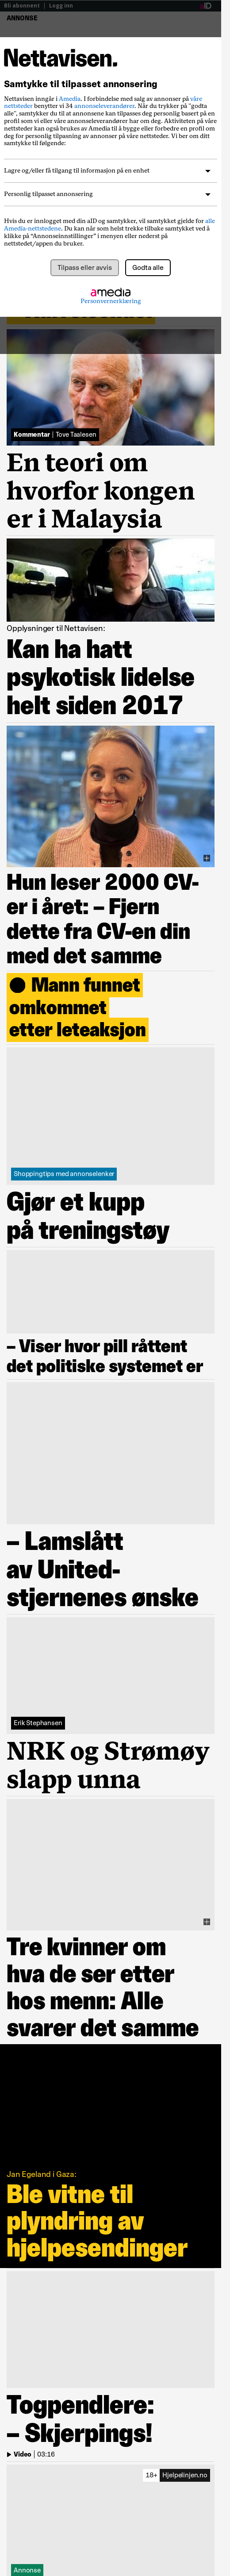 Bli abonnent | Logg inn
aID
ANNONSE
Nettavisen.
Samtykke til tilpasset annonsering
Nettavisen inngår i Amedia. I forbindelse med salg av annonser på våre
nettsteder benytter vi 34 annonseleverandører. Når du trykker på "godta
alle", samtykker du til at annonsene kan tilpasses deg personlig basert på en
profil som vi eller våre annonseleverandører har om deg. Aktiviteten på våre
nettsteder kan også brukes av Amedia til å bygge eller forbedre en profil om
deg for personlig tilpasning av annonser på våre nettsteder. Vi ber om ditt
samtykke til følgende:
Lagre og/eller få tilgang til informasjon på en enhet
Personlig tilpasset annonsering
Hvis du er innlogget med din aID og samtykker, vil samtykket gjelde for alle
Amedia-nettstedene. Du kan når som helst trekke tilbake samtykket ved å
klikke på "Annonseinnstillinger" i menyen eller nederst på
nettstedet/appen du bruker.
Tilpass eller avvis
Godta alle
amedia
Personvernerklæring
Kommentar | Tove Taalesen
En teori om
hvorfor kongen
er i Malaysia
Opplysninger til Nettavisen:
Kan ha hatt
psykotisk lidelse
helt siden 2017
Hun leser 2000 CV-
er i året: – Fjern
dette fra CV-en din
med det samme
Mann funnet
omkommet
etter leteaksjon
Shoppingtips med annonselenker
Gjør et kupp
på treningstøy
– Viser hvor pill råttent
det politiske systemet er
– Lamslått
av United-
stjernenes ønske
Erik Stephansen
NRK og Strømøy
slapp unna
Tre kvinner om
hva de ser etter
hos menn: Alle
svarer det samme
Jan Egeland i Gaza:
Ble vitne til
plyndring av
hjelpesendinger
Togpendlere:
– Skjerpings!
Video | 03:16
18+ Hjelpelinjen.no
Annonse